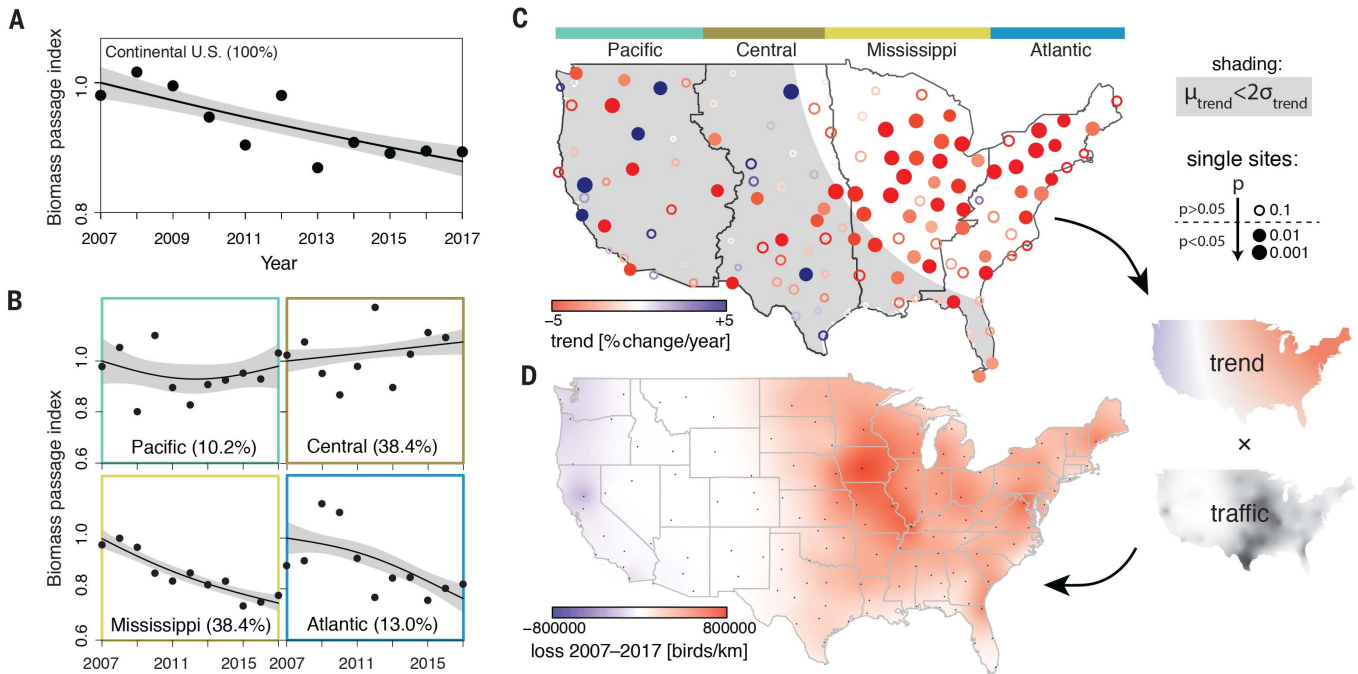 A
Biomass passage index
Continental U.S. (100%)
1.0
0.8
2007
2009
2011
2013
2015
2017
Year
B
Biomass passage index
1.0
0.8
0.6
Pacific (10.2%)
Central (38.4%)
1.0
0.8
0.6
Mississippi (38.4%)
Atlantic (13.0%)
2007
2011
2015
2007
2011
2015
C
Pacific
Central
Mississippi
Atlantic
−5
+5
trend [% change/year]
shading:
μtrend<2σtrend
single sites:
p
p>0.05
0.1
p<0.05
0.01
0.001
trend
×
traffic
D
−800000
800000
loss 2007–2017 [birds/km]